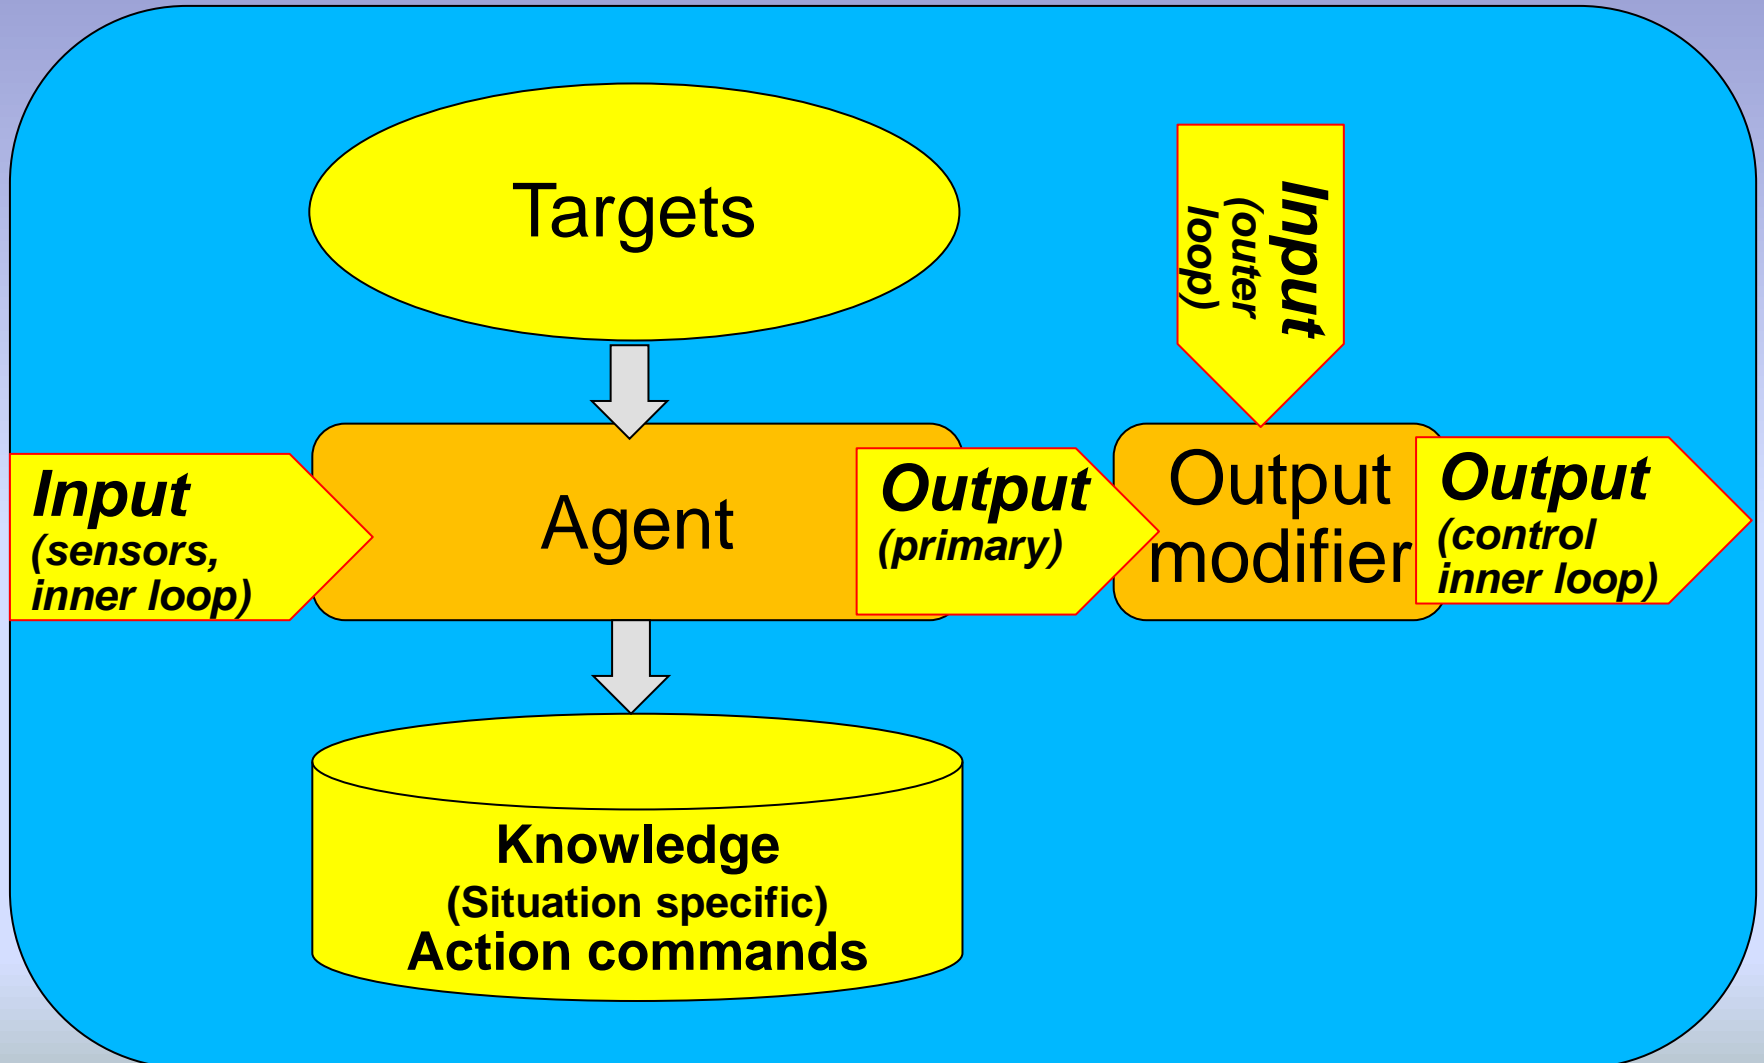 Targets
Input
(outer
loop)
Input
(sensors,
inner loop)
Agent
Output
(primary)
Output
modifier
Output
(control
inner loop)
Knowledge
(Situation specific)
Action commands